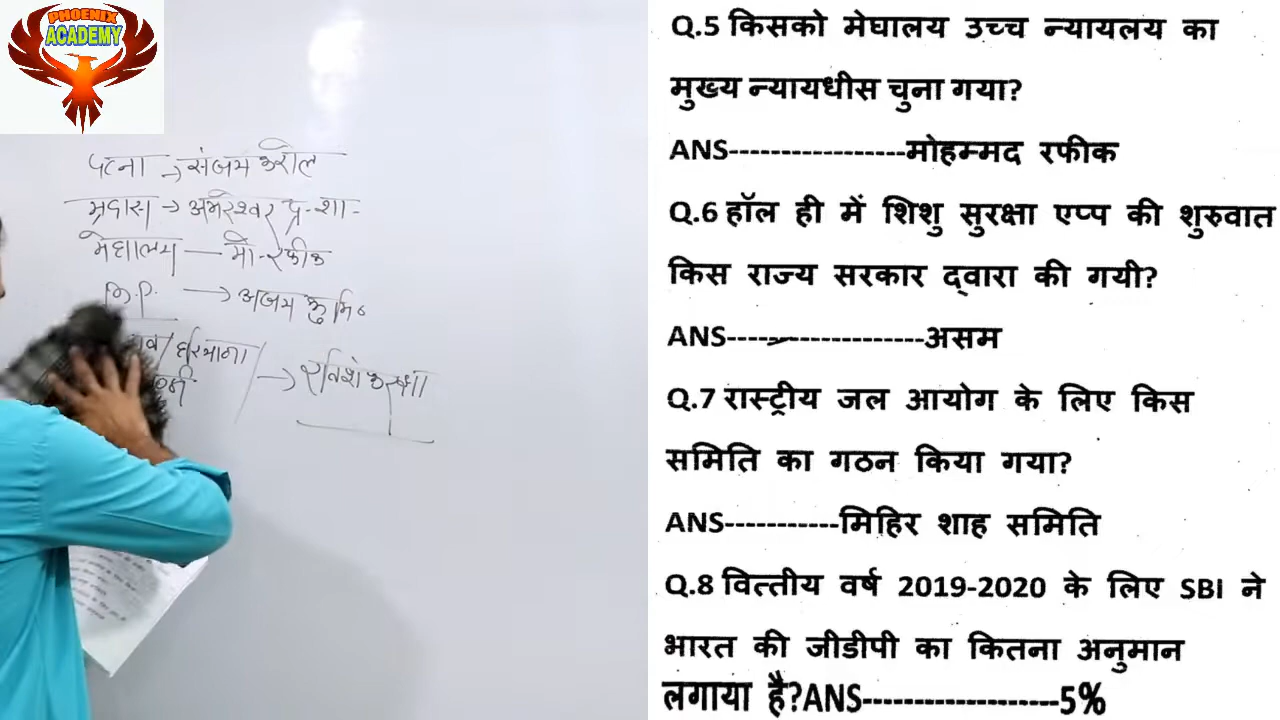 PHOENIX
ACADEMY
पटना → संजय करोल
मद्रास → अमरेश्वर प्र-शा-
मेघालय — मो-रफीक
→ अजय कु मि०
हरियाणा → रविशंकर झा
Q.5 किसको मेघालय उच्च न्यायलय का
मुख्य न्यायधीस चुना गया?
ANS-----------------मोहम्मद रफीक
Q.6 हॉल ही में शिशु सुरक्षा एप्प की शुरुवात
किस राज्य सरकार द्वारा की गयी?
ANS-------------------असम
Q.7 रास्ट्रीय जल आयोग के लिए किस
समिति का गठन किया गया?
ANS-----------मिहिर शाह समिति
Q.8 वित्तीय वर्ष 2019-2020 के लिए SBI ने
भारत की जीडीपी का कितना अनुमान
लगाया है?ANS-------------------5%